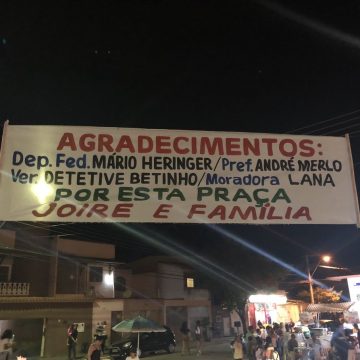 AGRADECIMENTOS:
Dep. Fed. MÁRIO HERINGER/Pref. ANDRÉ MERLO
Ver. DETETIVE BETINHO/Moradora LANA
POR ESTA PRAÇA
JOIRE E FAMÍLIA